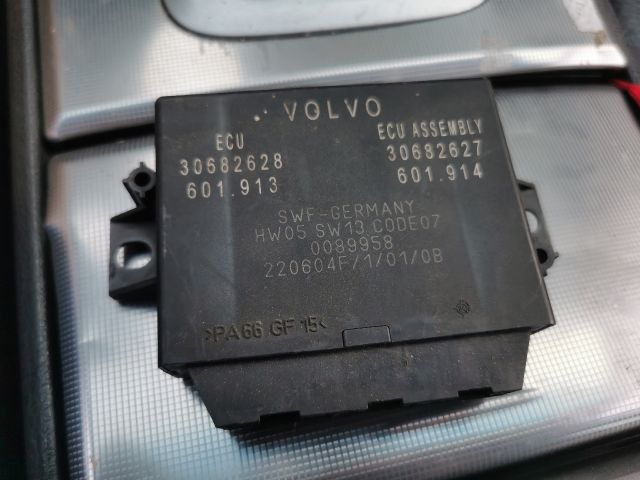 VOLVO
ECU
30682628
601.913
ECU ASSEMBLY
30682627
601.914
SWF-GERMANY
HW05 SW13 CODE07
0089958
220604F/1/01/0B
>PA66 GF 15<